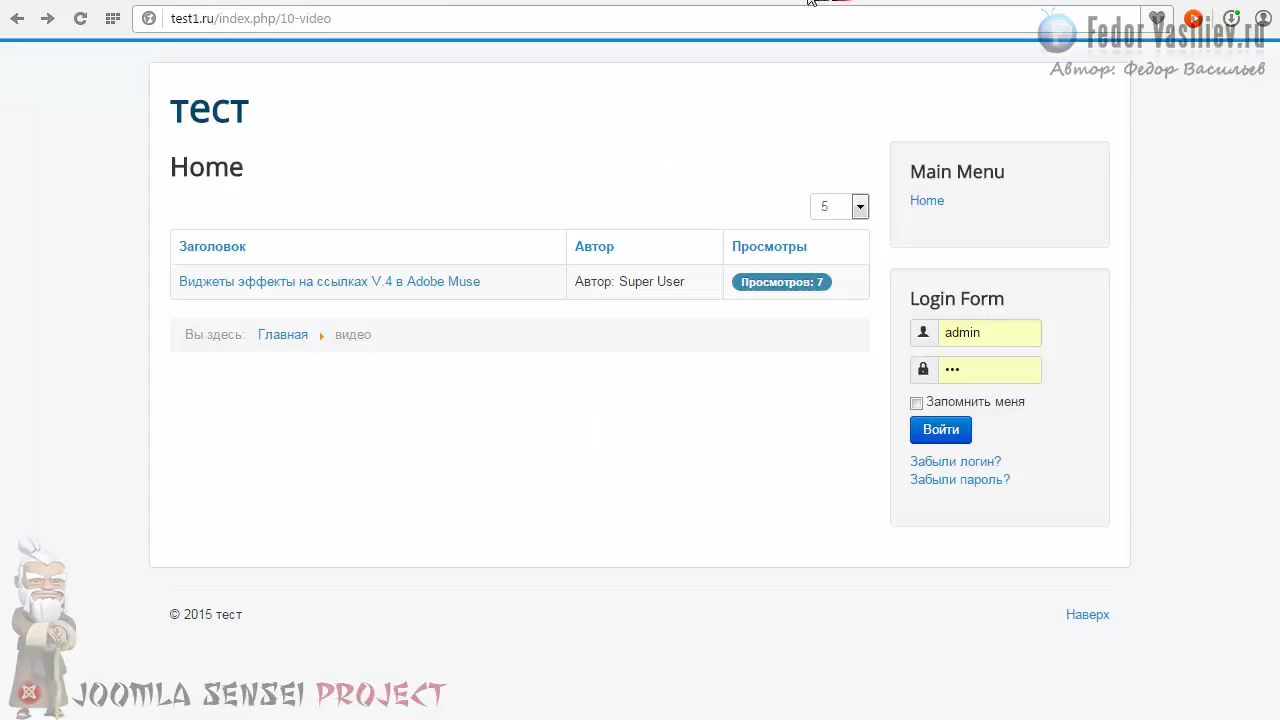 test1.ru/index.php/10-video
Fedor Vasiliev.ru
Автор: Федор Васильев
тест
Home
5
Заголовок Автор Просмотры
Виджеты эффекты на ссылках V.4 в Adobe Muse Автор: Super User Просмотров: 7
Вы здесь: Главная видео
Main Menu
Home
Login Form
admin
•••
Запомнить меня
Войти
Забыли логин?
Забыли пароль?
© 2015 тест
Наверх
JOOMLA SENSEI PROJECT